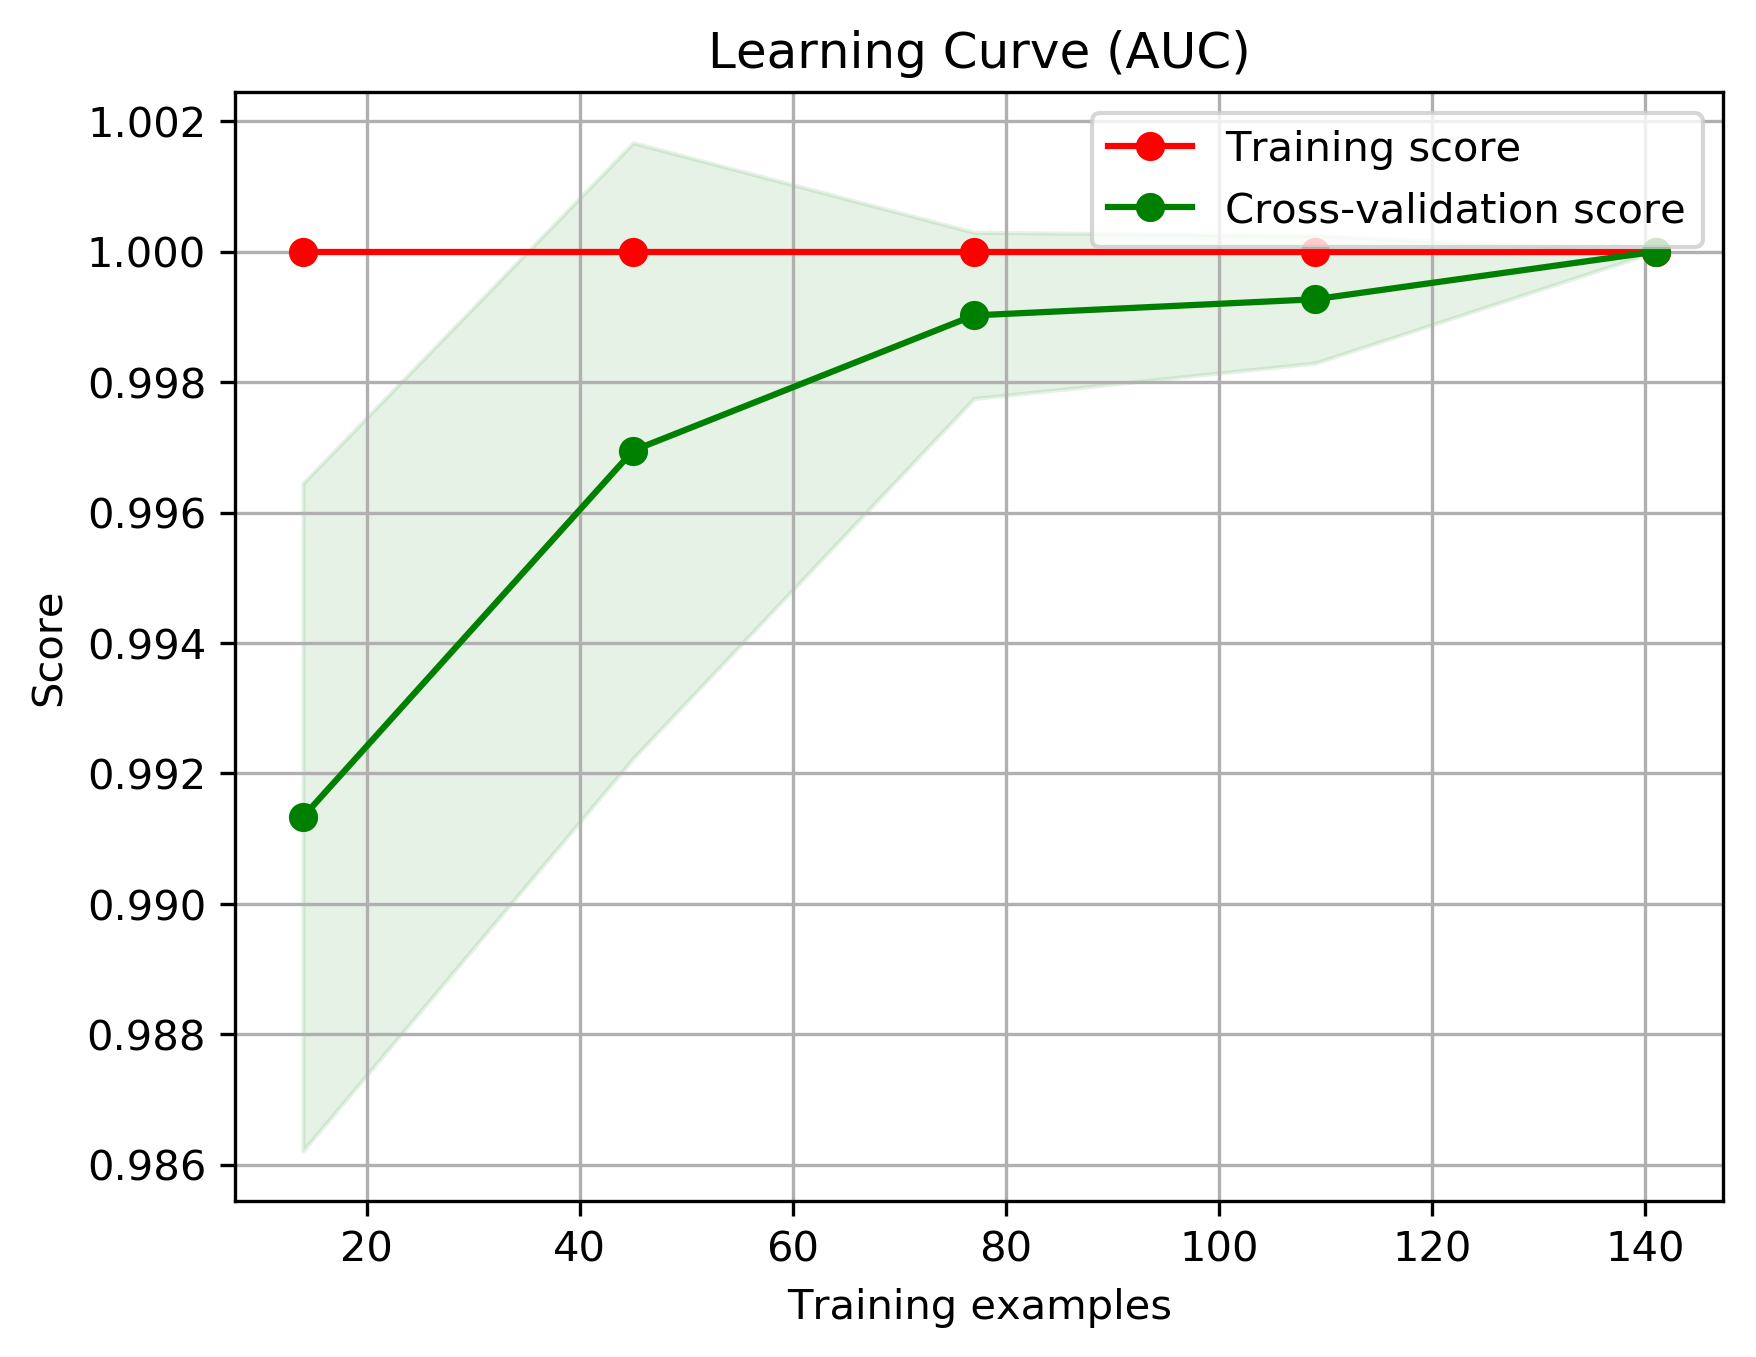 Learning Curve (AUC)
Training score
Cross-validation score
1.002
1.000
0.998
0.996
0.994
0.992
0.990
0.988
0.986
Score
20 40 60 80 100 120 140
Training examples